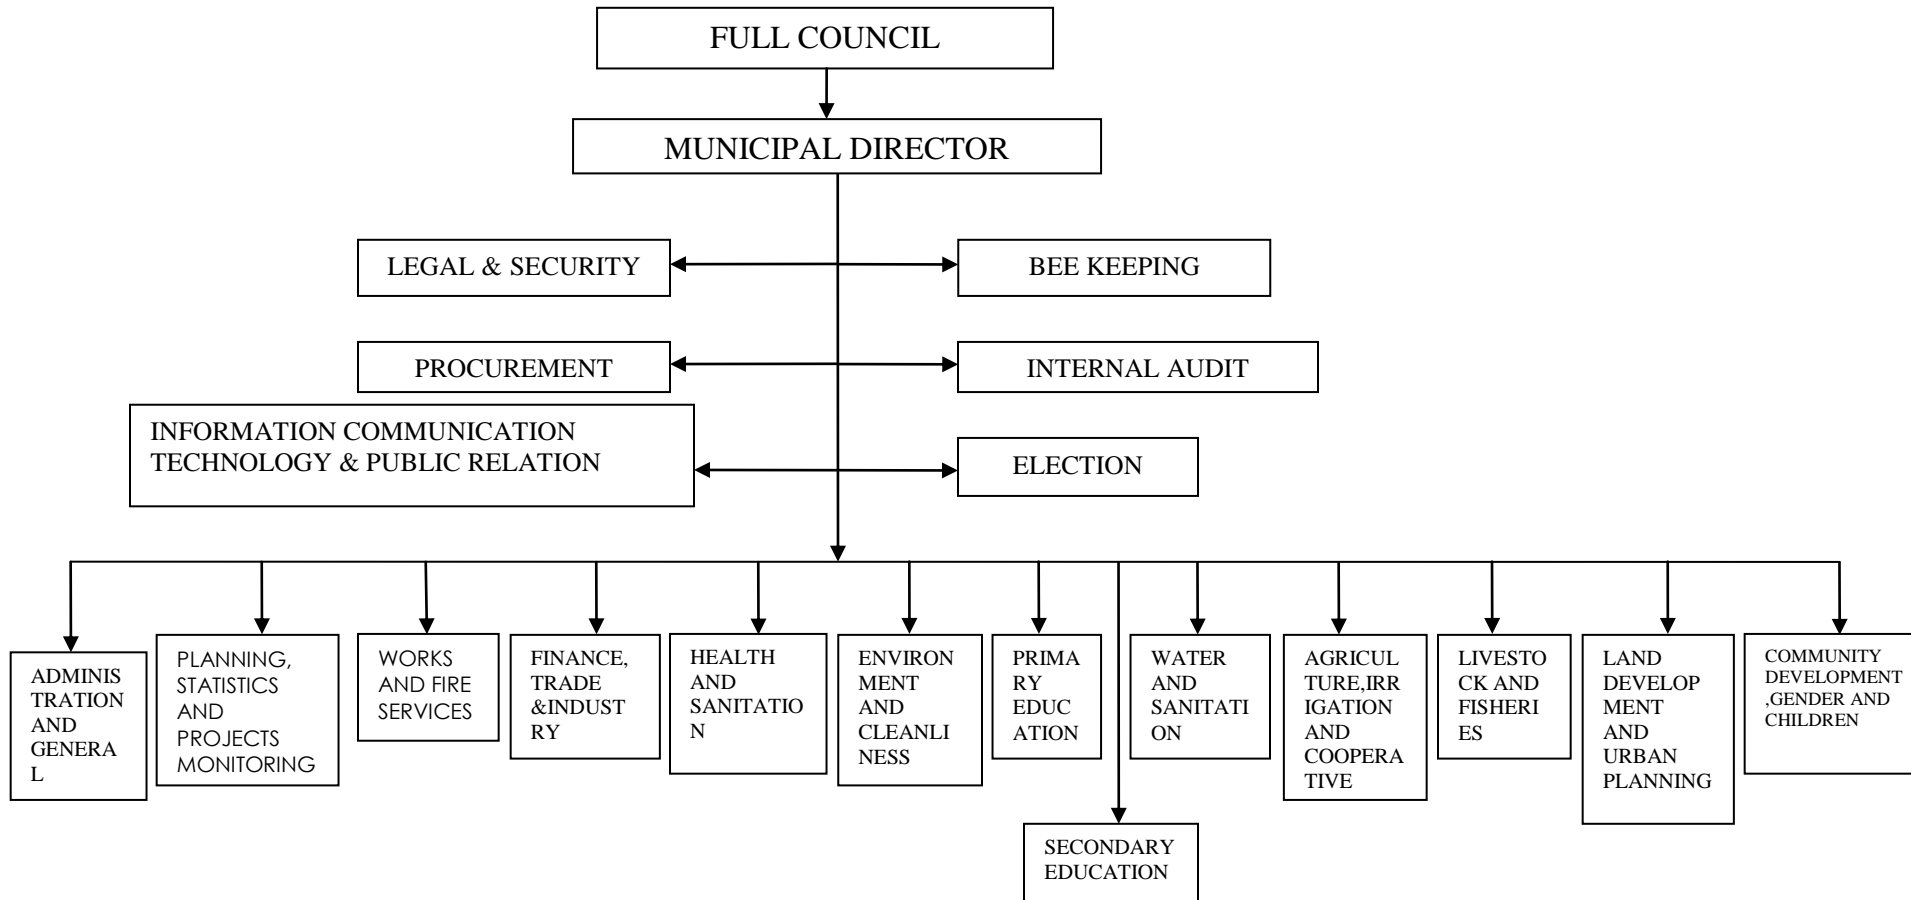 FULL COUNCIL
MUNICIPAL DIRECTOR
LEGAL & SECURITY
BEE KEEPING
PROCUREMENT
INTERNAL AUDIT
INFORMATION COMMUNICATION
TECHNOLOGY & PUBLIC RELATION
ELECTION
ADMINIS
TRATION
AND
GENERA
L
PLANNING,
STATISTICS
AND
PROJECTS
MONITORING
WORKS
AND FIRE
SERVICES
FINANCE,
TRADE
&INDUST
RY
HEALTH
AND
SANITATIO
N
ENVIRON
MENT
AND
CLEANLI
NESS
PRIMA
RY
EDUC
ATION
WATER
AND
SANITATI
ON
AGRICUL
TURE,IRR
IGATION
AND
COOPERA
TIVE
LIVESTO
CK AND
FISHERI
ES
LAND
DEVELOP
MENT
AND
URBAN
PLANNING
COMMUNITY
DEVELOPMENT
,GENDER AND
CHILDREN
SECONDARY
EDUCATION